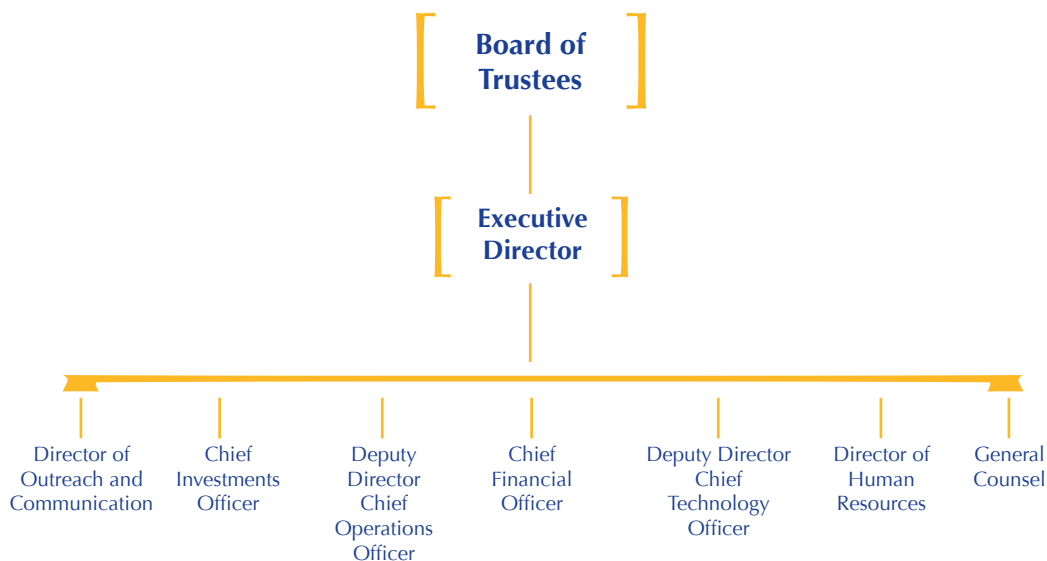 Board of
Trustees
Executive
Director
Director of
Outreach and
Communication
Chief
Investments
Officer
Deputy
Director
Chief
Operations
Officer
Chief
Financial
Officer
Deputy Director
Chief
Technology
Officer
Director of
Human
Resources
General
Counsel